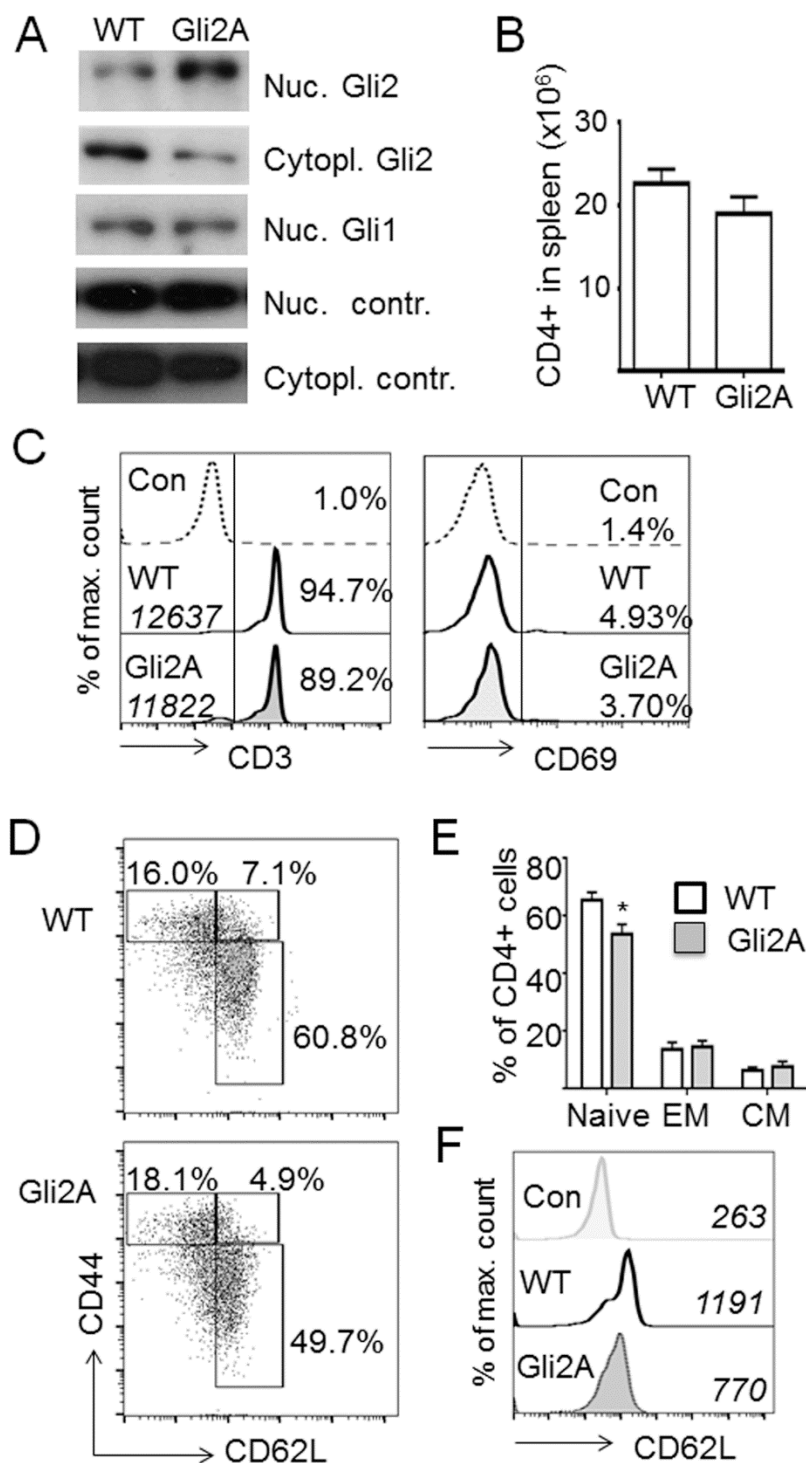 A
WT Gli2A
Nuc. Gli2
Cytopl. Gli2
Nuc. Gli1
Nuc. contr.
Cytopl. contr.
B
CD4+ in spleen (x10⁶)
30
20
10
WT Gli2A
C
% of max. count
Con 1.0%
WT 94.7%
12637
Gli2A 89.2%
11822
CD3
Con
1.4%
WT
4.93%
Gli2A
3.70%
CD69
D
WT
16.0% 7.1%
60.8%
Gli2A
18.1% 4.9%
49.7%
CD44
CD62L
E
% of CD4+ cells
80
60
40
20
*
WT
Gli2A
Naive EM CM
F
% of max. count
Con 263
WT 1191
Gli2A 770
CD62L